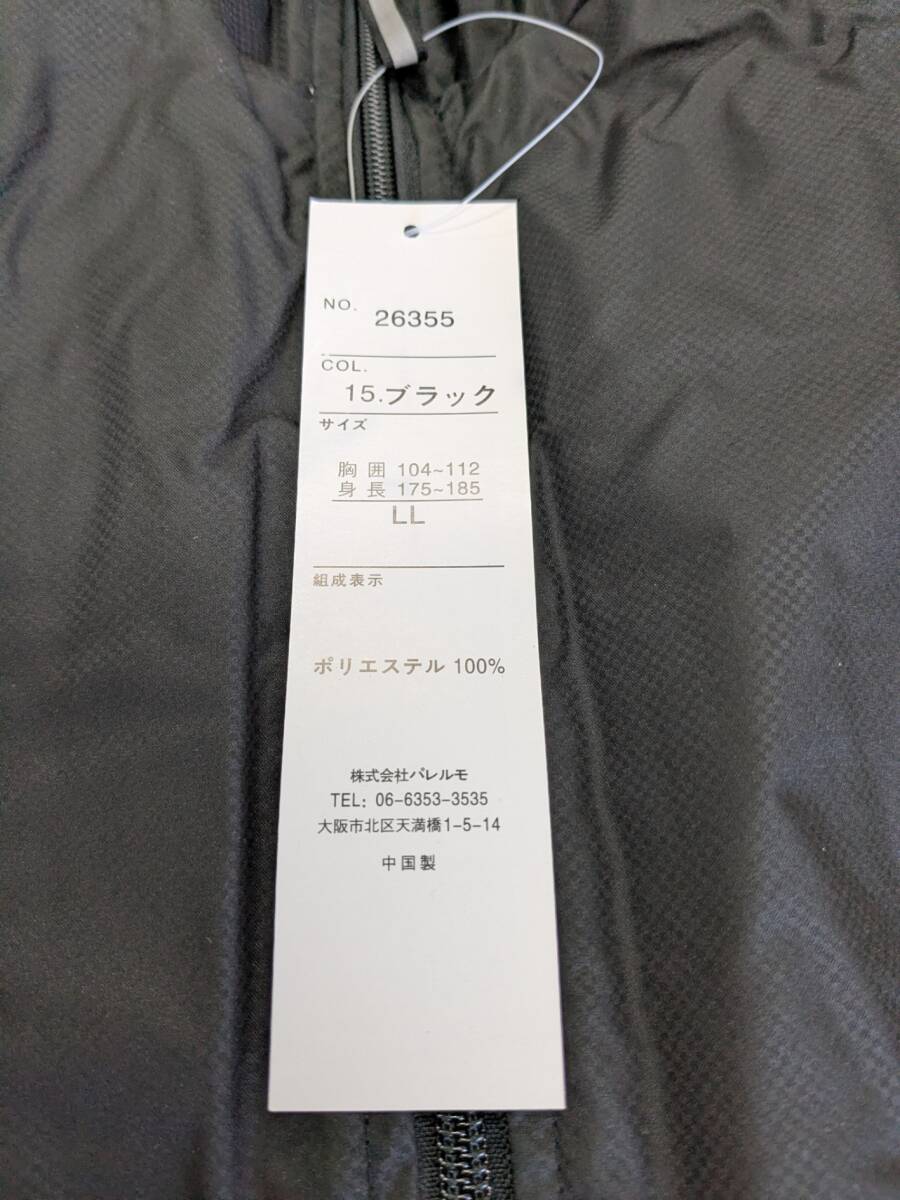 NO. 26355
COL.
15.ブラック
サイズ
胸囲 104~112
身長 175~185
LL
組成表示
ポリエステル 100%
株式会社パレルモ
TEL: 06-6353-3535
大阪市北区天満橋1-5-14
中国製